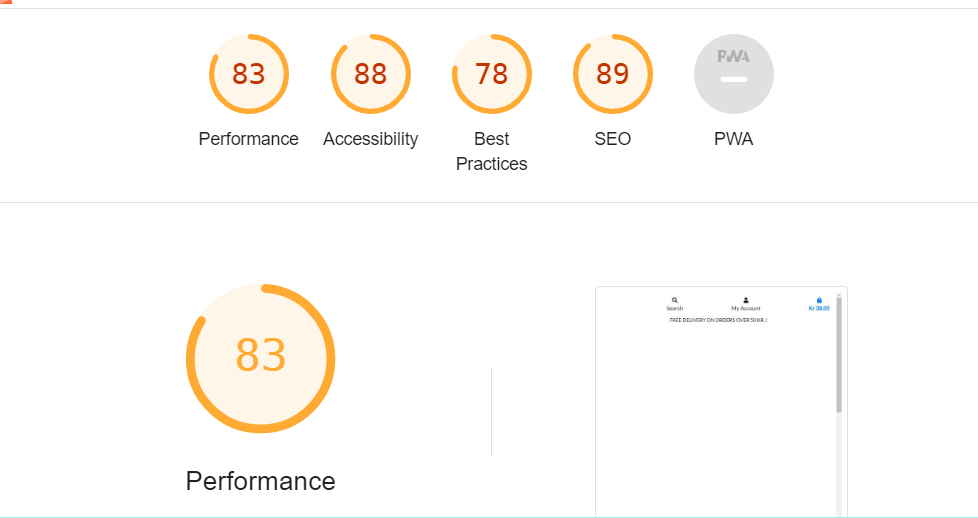 83 88 78 89 PWA
Performance Accessibility Best Practices SEO PWA
83
Performance
Search My Account Kr 38.05
FREE DELIVERY ON ORDERS OVER 50 KR.!